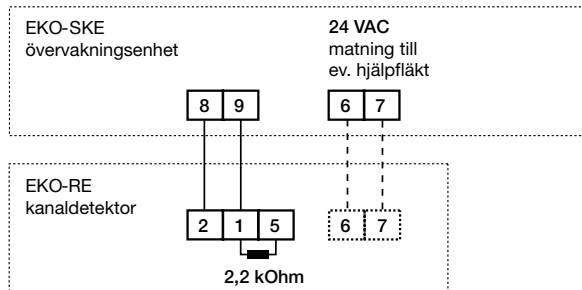 EKO-SKE
övervakningsenhet
24 VAC
matning till
ev. hjälpfläkt
8 9 6 7
EKO-RE
kanaldetektor
2 1 5 6 7
2,2 kOhm